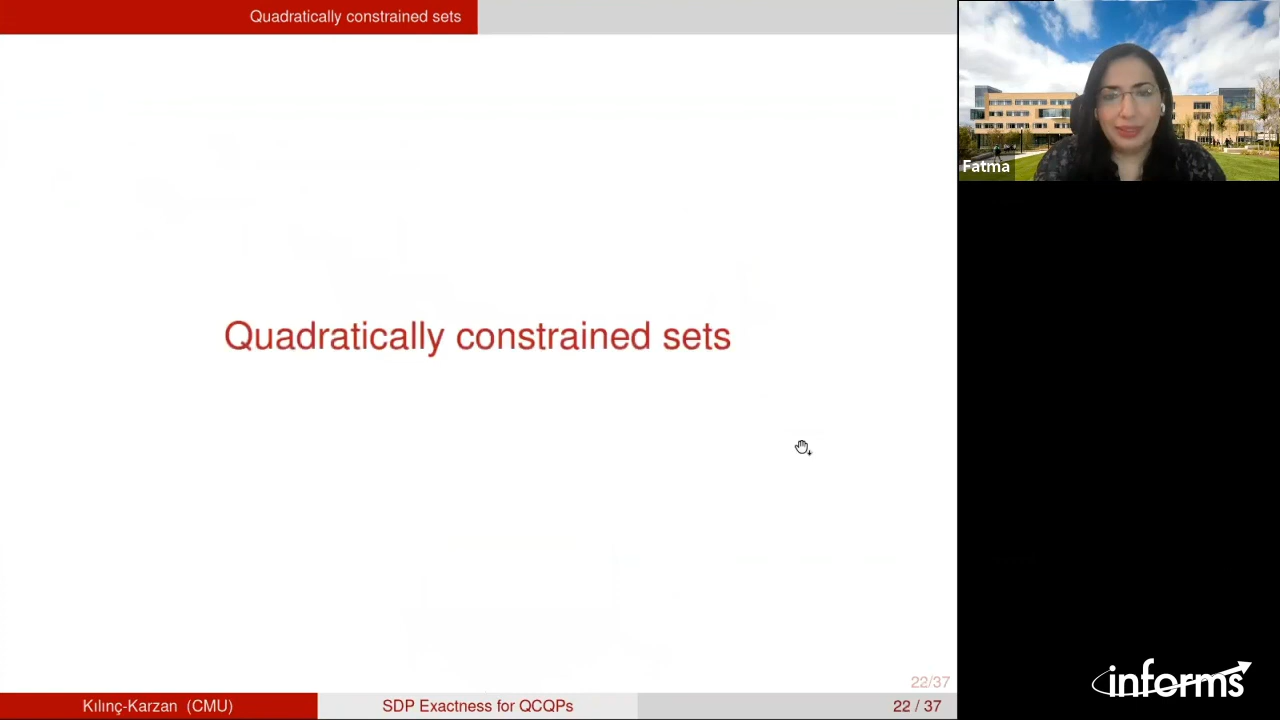 Quadratically constrained sets
Fatma
Quadratically constrained sets
22/37
Kılınç-Karzan (CMU)
SDP Exactness for QCQPs
22 / 37
informs